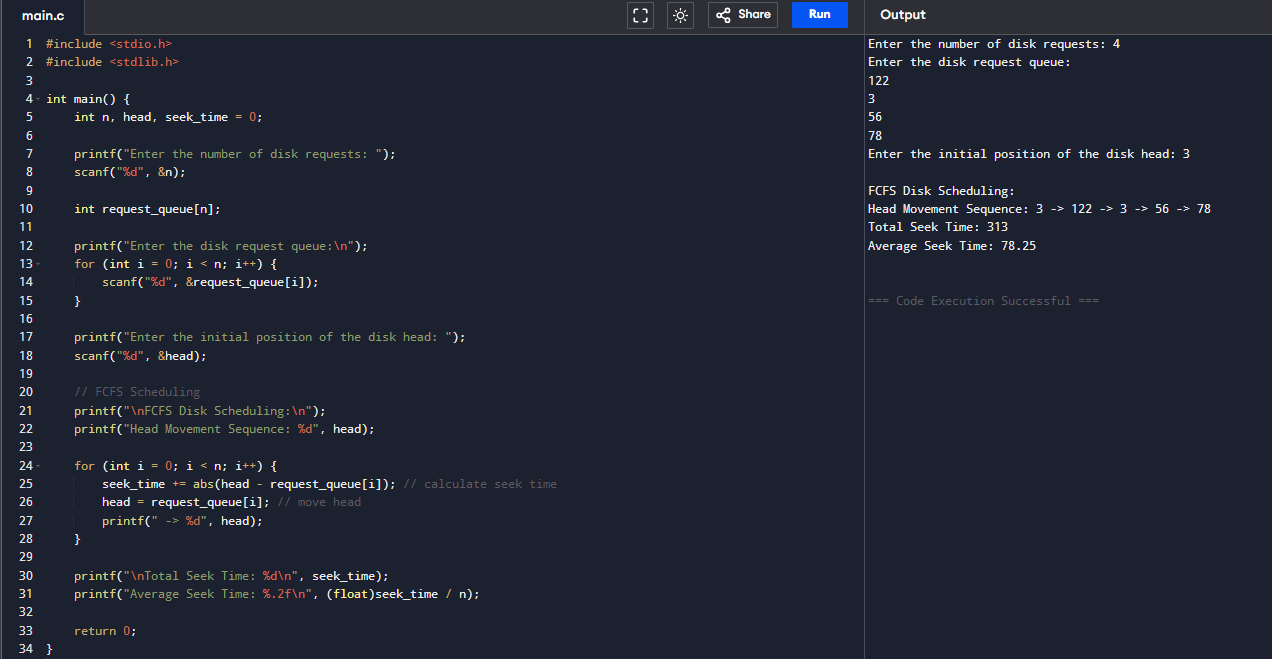 main.c
Share
Run
Output
1 #include <stdio.h>
2 #include <stdlib.h>
3
4 int main() {
5     int n, head, seek_time = 0;
6
7     printf("Enter the number of disk requests: ");
8     scanf("%d", &n);
9
10     int request_queue[n];
11
12     printf("Enter the disk request queue:\n");
13     for (int i = 0; i < n; i++) {
14         scanf("%d", &request_queue[i]);
15     }
16
17     printf("Enter the initial position of the disk head: ");
18     scanf("%d", &head);
19
20     // FCFS Scheduling
21     printf("\nFCFS Disk Scheduling:\n");
22     printf("Head Movement Sequence: %d", head);
23
24     for (int i = 0; i < n; i++) {
25         seek_time += abs(head - request_queue[i]); // calculate seek time
26         head = request_queue[i]; // move head
27         printf(" -> %d", head);
28     }
29
30     printf("\nTotal Seek Time: %d\n", seek_time);
31     printf("Average Seek Time: %.2f\n", (float)seek_time / n);
32
33     return 0;
34 }
Enter the number of disk requests: 4
Enter the disk request queue:
122
3
56
78
Enter the initial position of the disk head: 3
FCFS Disk Scheduling:
Head Movement Sequence: 3 -> 122 -> 3 -> 56 -> 78
Total Seek Time: 313
Average Seek Time: 78.25
=== Code Execution Successful ===